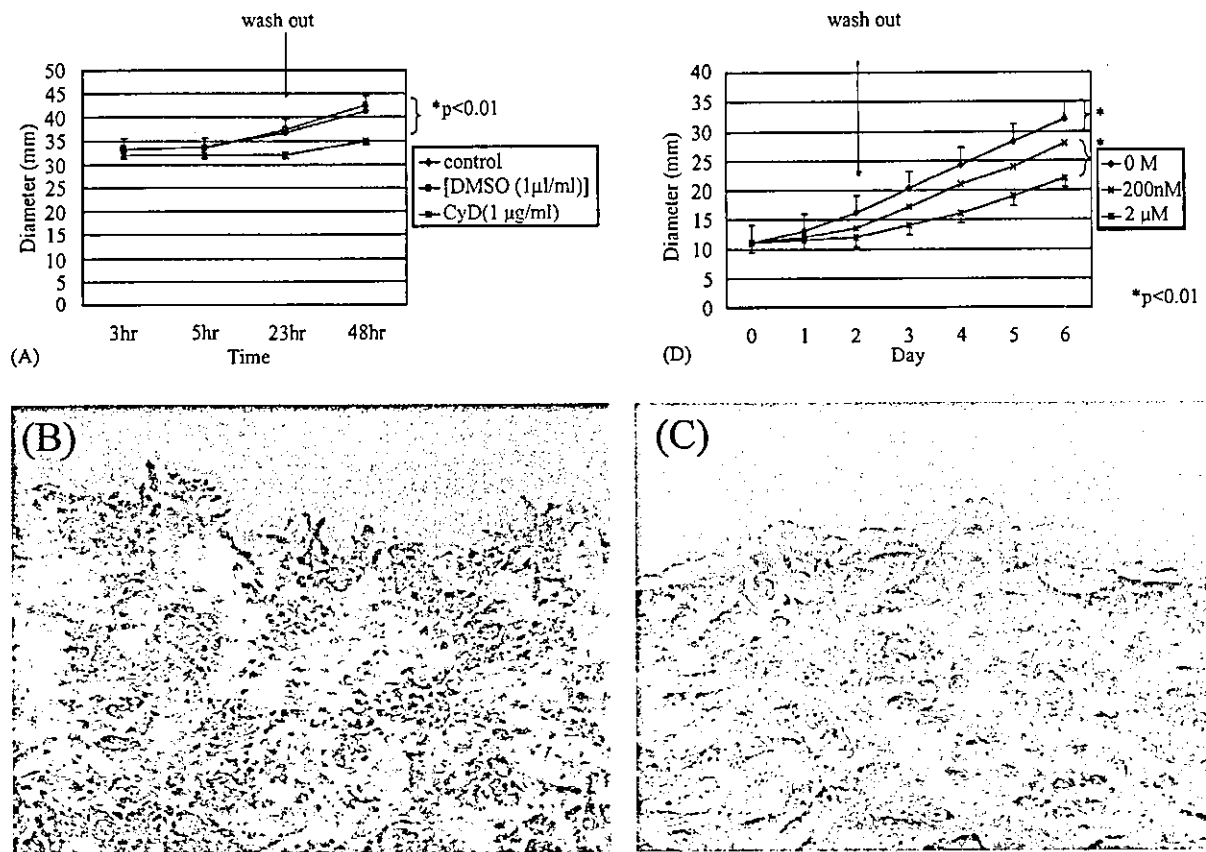 wash out
50
45
40
35
30
25
20
15
10
5
0
Diameter (mm)
3hr 5hr 23hr 48hr
Time
(A)
*p<0.01
control
[DMSO (1μl/ml)]
CyD(1 μg/ml)
wash out
40
35
30
25
20
15
10
5
0
Diameter (mm)
0 1 2 3 4 5 6
Day
(D)
*
*
0 M
200nM
2 μM
*p<0.01
(B)
(C)